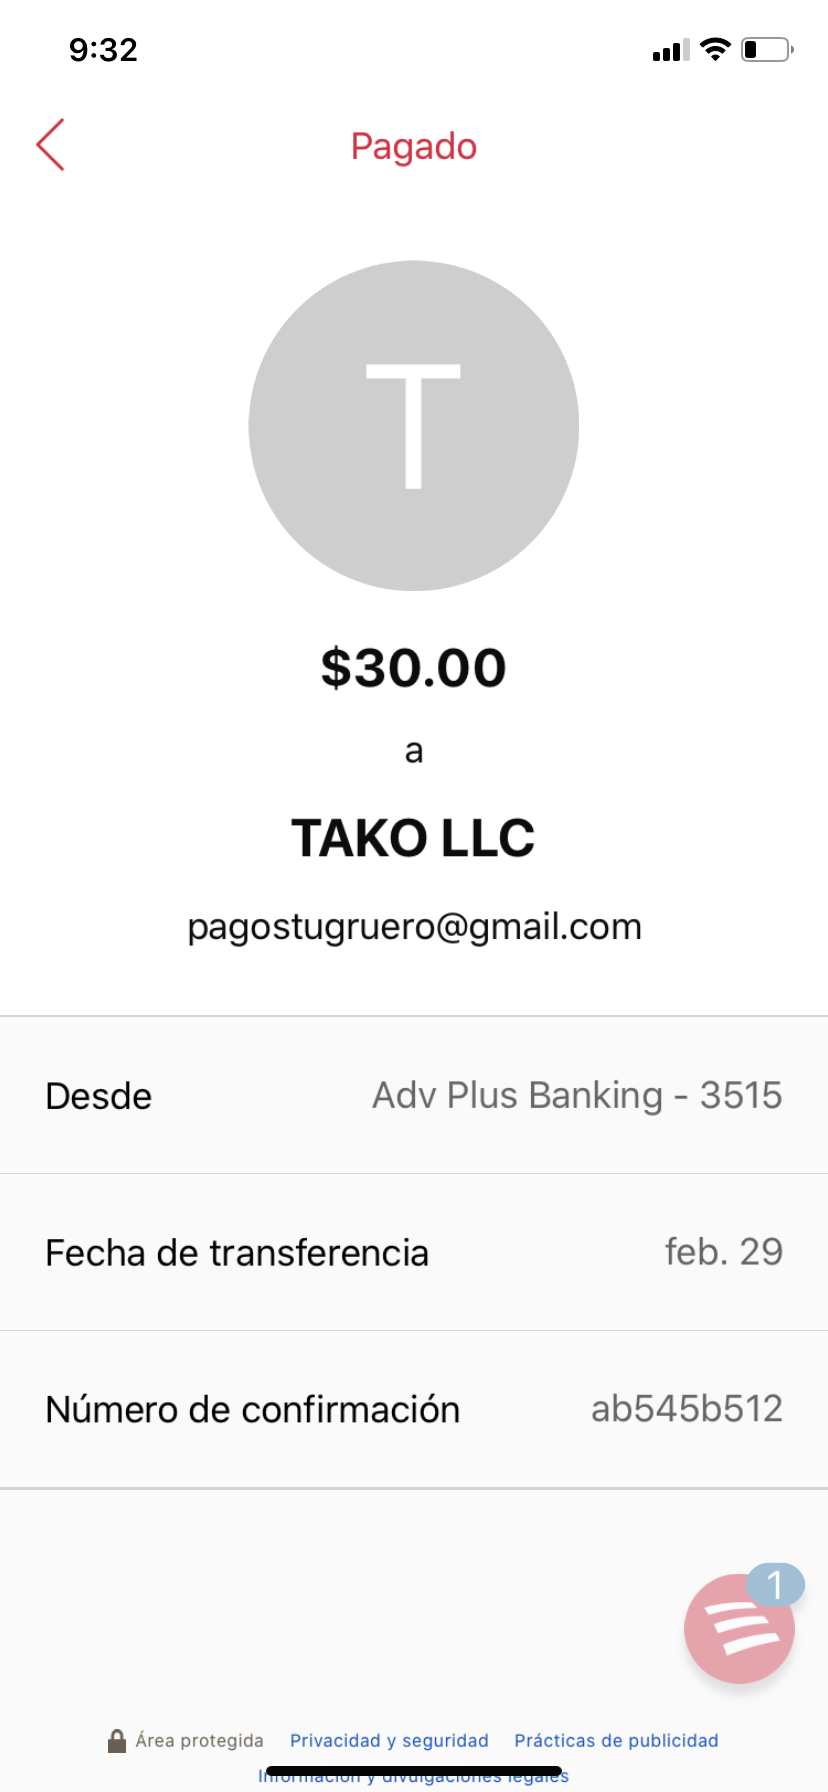 9:32
Pagado
T
$30.00
a
TAKO LLC
pagostugruero@gmail.com
Desde Adv Plus Banking - 3515
Fecha de transferencia feb. 29
Número de confirmación ab545b512
1
Área protegida Privacidad y seguridad Prácticas de publicidad
Información y divulgaciones legales